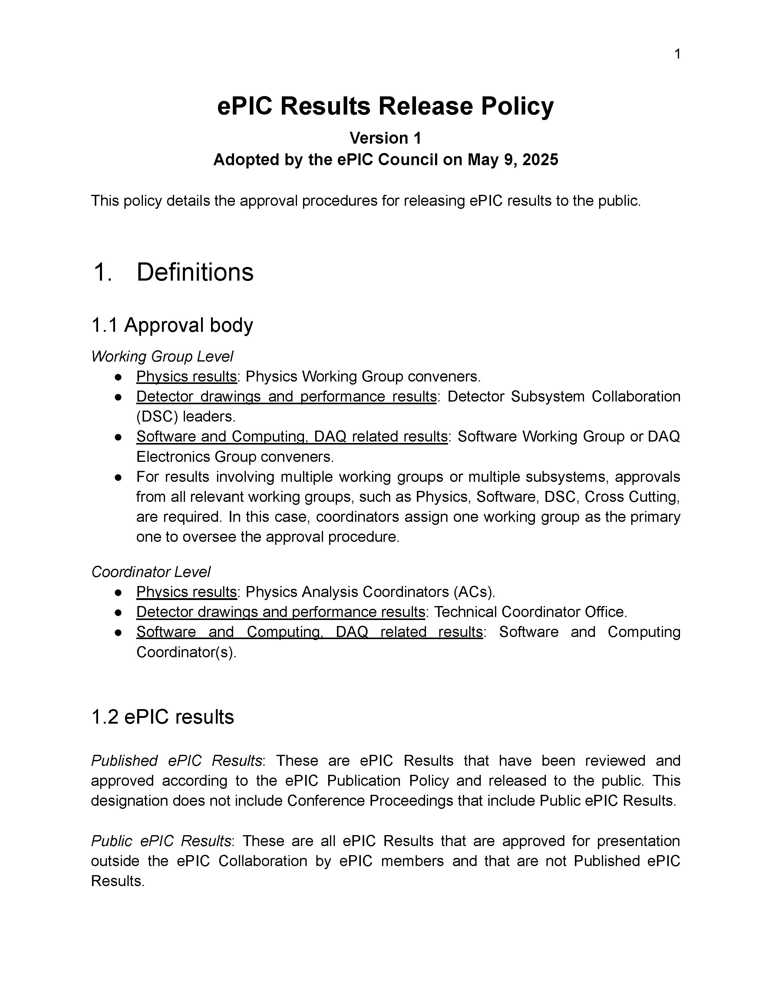 1
ePIC Results Release Policy
Version 1
Adopted by the ePIC Council on May 9, 2025
This policy details the approval procedures for releasing ePIC results to the public.
1. Definitions
1.1 Approval body
Working Group Level
● Physics results: Physics Working Group conveners.
● Detector drawings and performance results: Detector Subsystem Collaboration
(DSC) leaders.
● Software and Computing, DAQ related results: Software Working Group or DAQ
Electronics Group conveners.
● For results involving multiple working groups or multiple subsystems, approvals
from all relevant working groups, such as Physics, Software, DSC, Cross Cutting,
are required. In this case, coordinators assign one working group as the primary
one to oversee the approval procedure.
Coordinator Level
● Physics results: Physics Analysis Coordinators (ACs).
● Detector drawings and performance results: Technical Coordinator Office.
● Software and Computing, DAQ related results: Software and Computing
Coordinator(s).
1.2 ePIC results
Published ePIC Results: These are ePIC Results that have been reviewed and
approved according to the ePIC Publication Policy and released to the public. This
designation does not include Conference Proceedings that include Public ePIC Results.
Public ePIC Results: These are all ePIC Results that are approved for presentation
outside the ePIC Collaboration by ePIC members and that are not Published ePIC
Results.